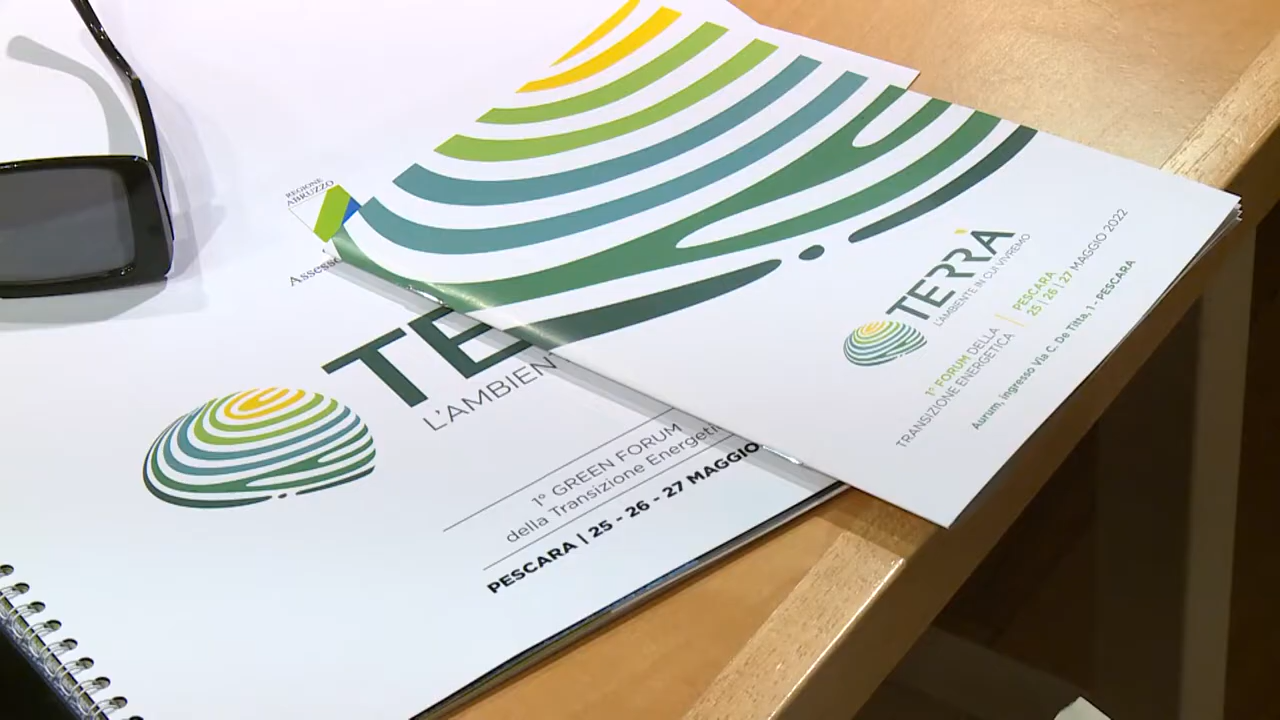 REGIONE
ABRUZZO
TE
L'AMBIEN
1° GREEN FORUM
della Transizione Energeti
PESCARA | 25 - 26 - 27 MAGGIO
TERRÀ
L'AMBIENTE IN CUI VIVREMO
1° FORUM DELLA
TRANSIZIONE ENERGETICA
PESCARA
25 | 26 | 27 MAGGIO 2022
Aurum, ingresso Via C. De Titta, 1 - PESCARA